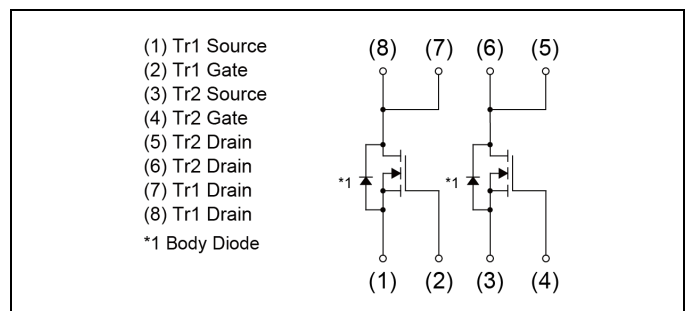 (1) Tr1 Source
(2) Tr1 Gate
(3) Tr2 Source
(4) Tr2 Gate
(5) Tr2 Drain
(6) Tr2 Drain
(7) Tr1 Drain
(8) Tr1 Drain
*1 Body Diode
(8) (7) (6) (5)
*1 *1
(1) (2) (3) (4)